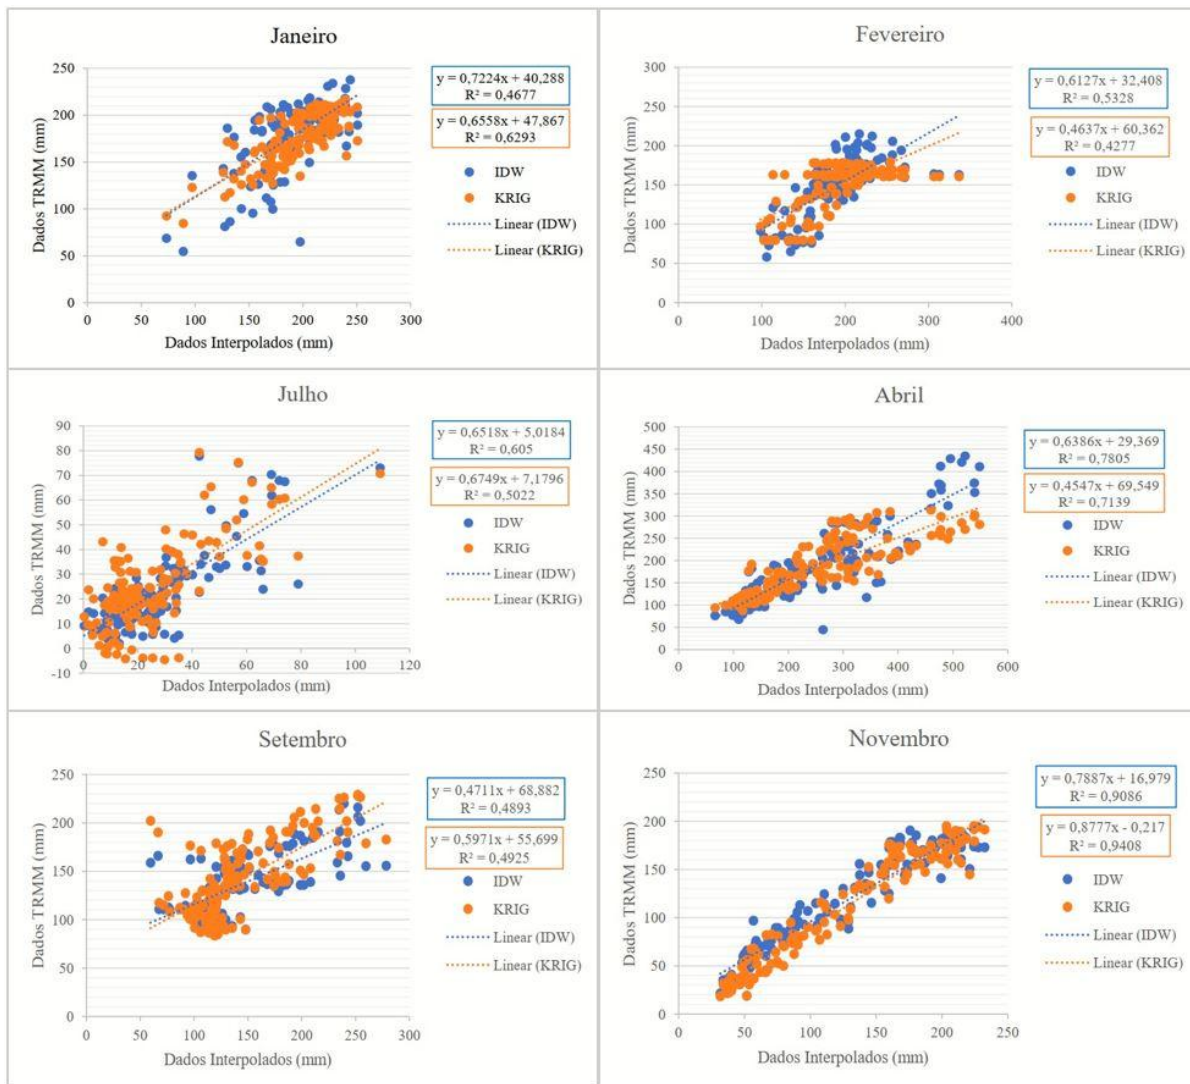 Janeiro
Dados TRMM (mm)
250
200
150
100
50
0
0 50 100 150 200 250 300
Dados Interpolados (mm)
y = 0,7224x + 40,288
R² = 0,4677
y = 0,6558x + 47,867
R² = 0,6293
IDW
KRIG
Linear (IDW)
Linear (KRIG)
Fevereiro
Dados TRMM (mm)
300
250
200
150
100
50
0
0 100 200 300 400
Dados Interpolados (mm)
y = 0,6127x + 32,408
R² = 0,5328
y = 0,4637x + 60,362
R² = 0,4277
IDW
KRIG
Linear (IDW)
Linear (KRIG)
Julho
Dados TRMM (mm)
90
80
70
60
50
40
30
20
10
0
-10
0 20 40 60 80 100 120
Dados Interpolados (mm)
y = 0,6518x + 5,0184
R² = 0,605
y = 0,6749x + 7,1796
R² = 0,5022
IDW
KRIG
Linear (IDW)
Linear (KRIG)
Abril
Dados TRMM (mm)
500
450
400
350
300
250
200
150
100
50
0
0 100 200 300 400 500 600
Dados Interpolados (mm)
y = 0,6386x + 29,369
R² = 0,7805
y = 0,4547x + 69,549
R² = 0,7139
IDW
KRIG
Linear (IDW)
Linear (KRIG)
Setembro
Dados TRMM (mm)
250
200
150
100
50
0
0 50 100 150 200 250 300
Dados Interpolados (mm)
y = 0,4711x + 68,882
R² = 0,4893
y = 0,5971x + 55,699
R² = 0,4925
IDW
KRIG
Linear (IDW)
Linear (KRIG)
Novembro
Dados TRMM (mm)
250
200
150
100
50
0
0 50 100 150 200 250
Dados Interpolados (mm)
y = 0,7887x + 16,979
R² = 0,9086
y = 0,8777x - 0,217
R² = 0,9408
IDW
KRIG
Linear (IDW)
Linear (KRIG)